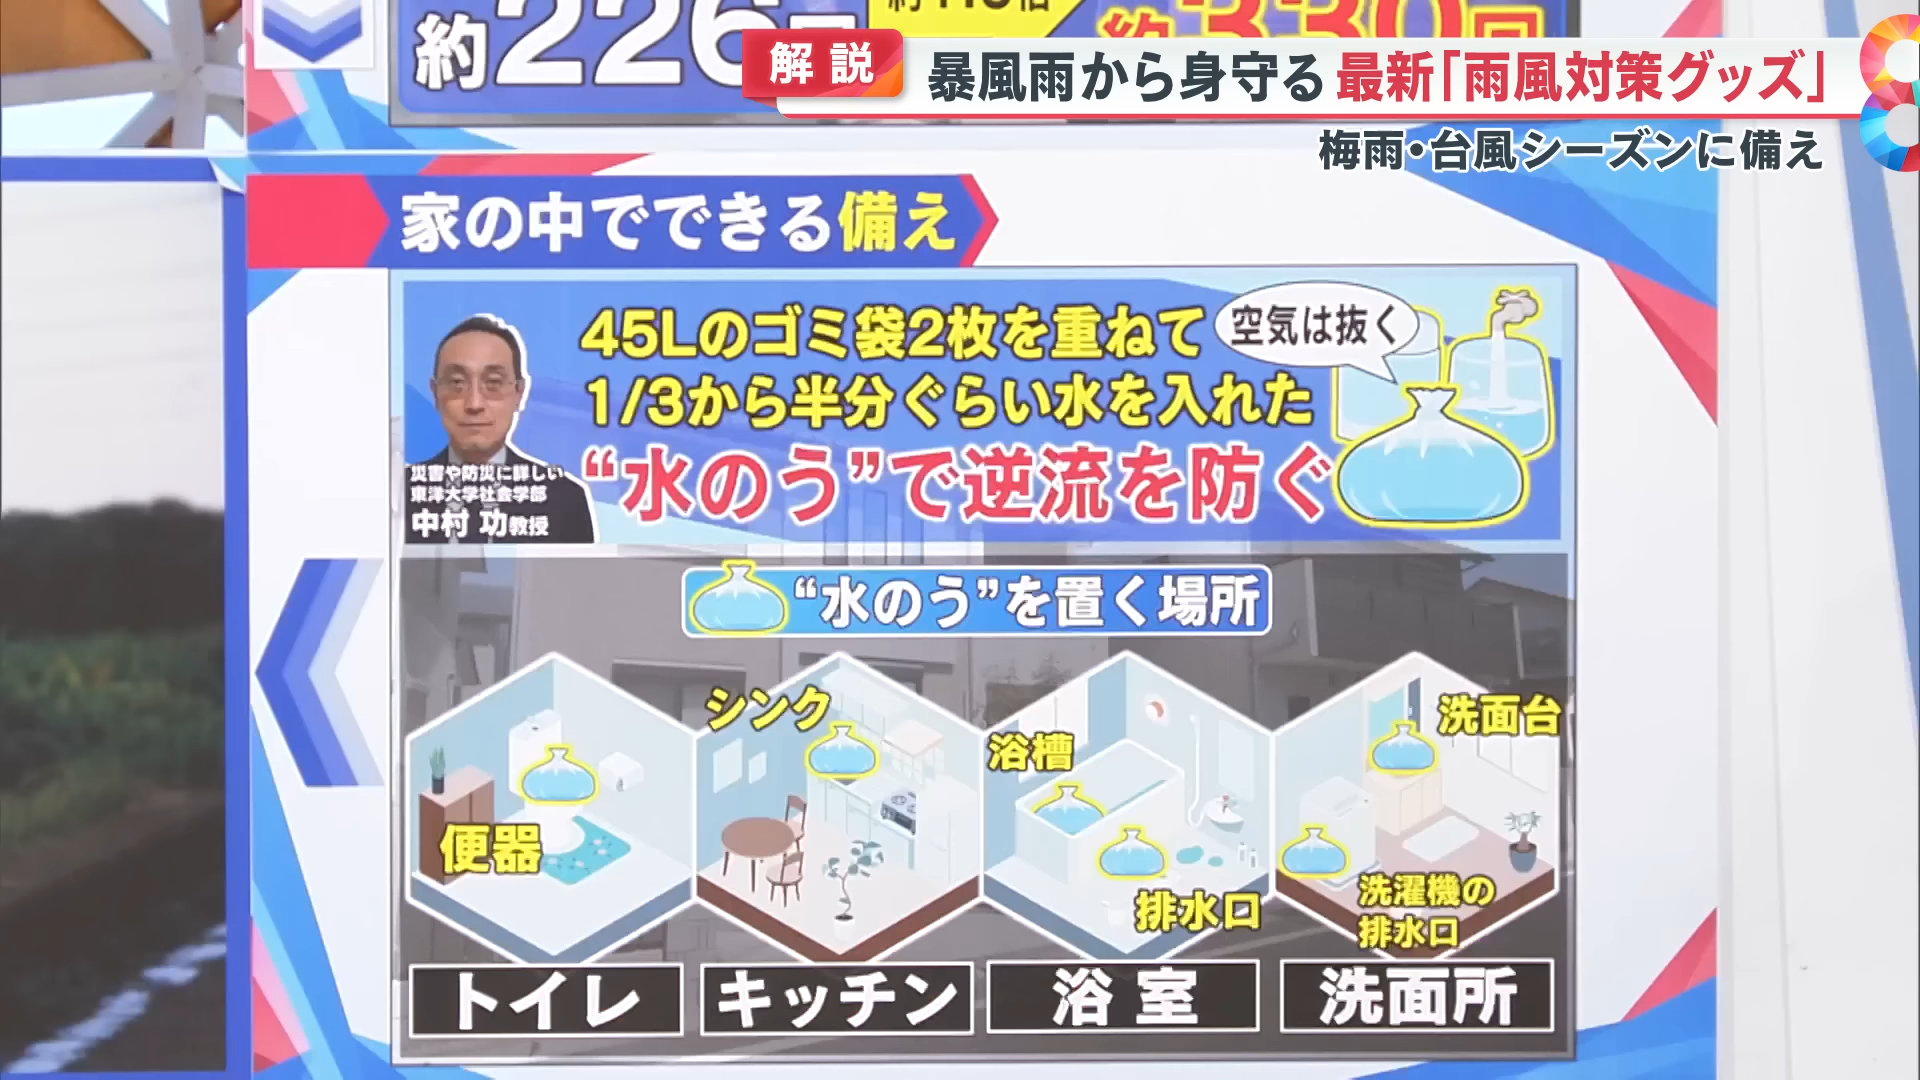 約226回
解説
暴風雨から身守る 最新「雨風対策グッズ」
梅雨・台風シーズンに備え
家の中でできる備え
45Lのゴミ袋2枚を重ねて
空気は抜く
1/3から半分ぐらい水を入れた
“水のう”で逆流を防ぐ
災害や防災に詳しい
東洋大学社会学部
中村 功教授
“水のう”を置く場所
便器
シンク
浴槽
排水口
洗面台
洗濯機の
排水口
トイレ
キッチン
浴室
洗面所